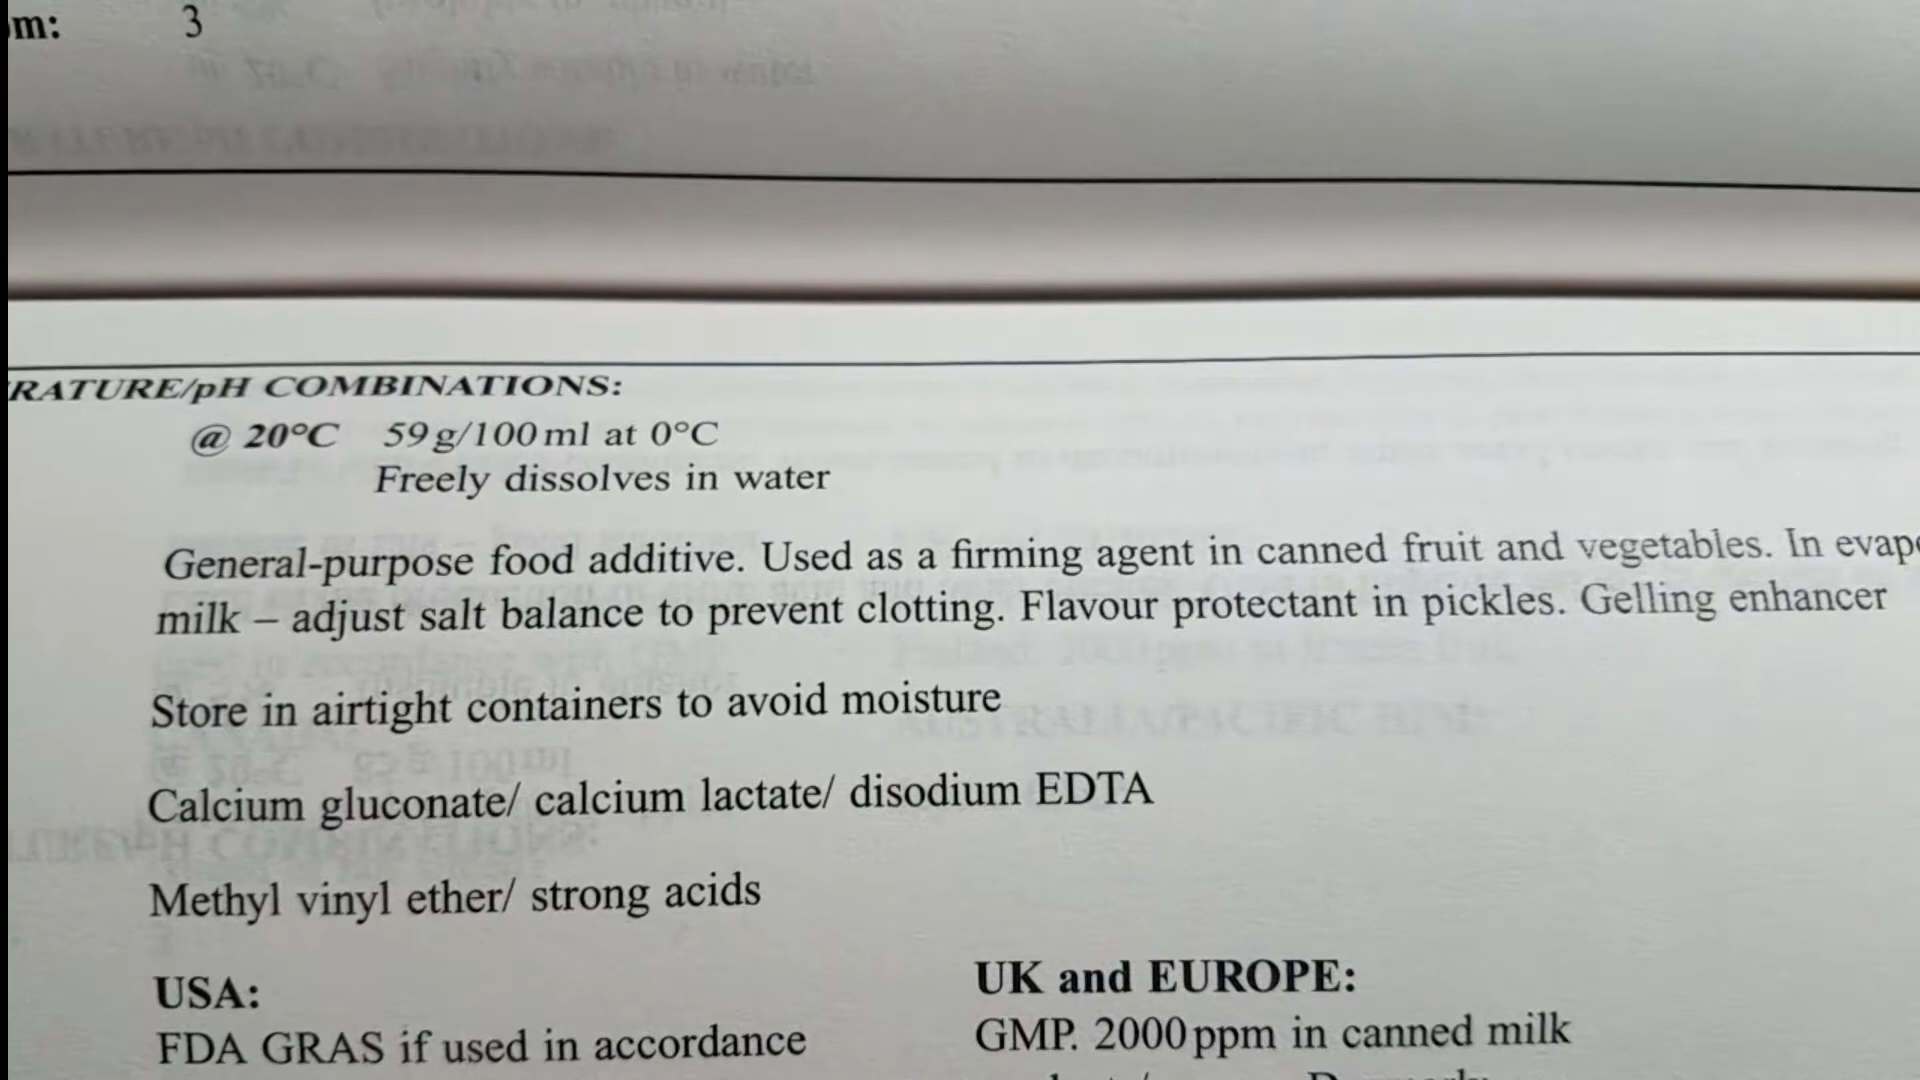 m: 3
RATURE/pH COMBINATIONS:
@ 20°C 59 g/100 ml at 0°C
Freely dissolves in water
General-purpose food additive. Used as a firming agent in canned fruit and vegetables. In evap
milk – adjust salt balance to prevent clotting. Flavour protectant in pickles. Gelling enhancer
Store in airtight containers to avoid moisture
Calcium gluconate/ calcium lactate/ disodium EDTA
Methyl vinyl ether/ strong acids
USA:
FDA GRAS if used in accordance
UK and EUROPE:
GMP. 2000 ppm in canned milk